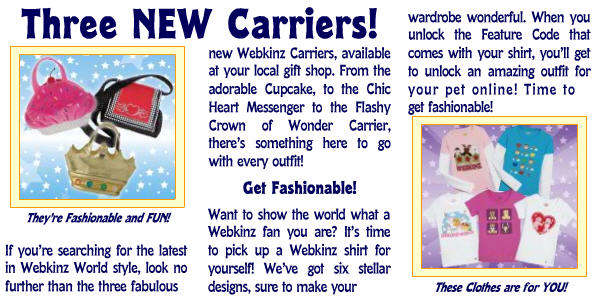 Three NEW Carriers!
They're Fashionable and FUN!
If you're searching for the latest
in Webkinz World style, look no
further than the three fabulous
new Webkinz Carriers, available
at your local gift shop. From the
adorable Cupcake, to the Chic
Heart Messenger to the Flashy
Crown of Wonder Carrier,
there's something here to go
with every outfit!
Get Fashionable!
Want to show the world what a
Webkinz fan you are? It's time
to pick up a Webkinz shirt for
yourself! We've got six stellar
designs, sure to make your
wardrobe wonderful. When you
unlock the Feature Code that
comes with your shirt, you'll get
to unlock an amazing outfit for
your pet online! Time to
get fashionable!
These Clothes are for YOU!